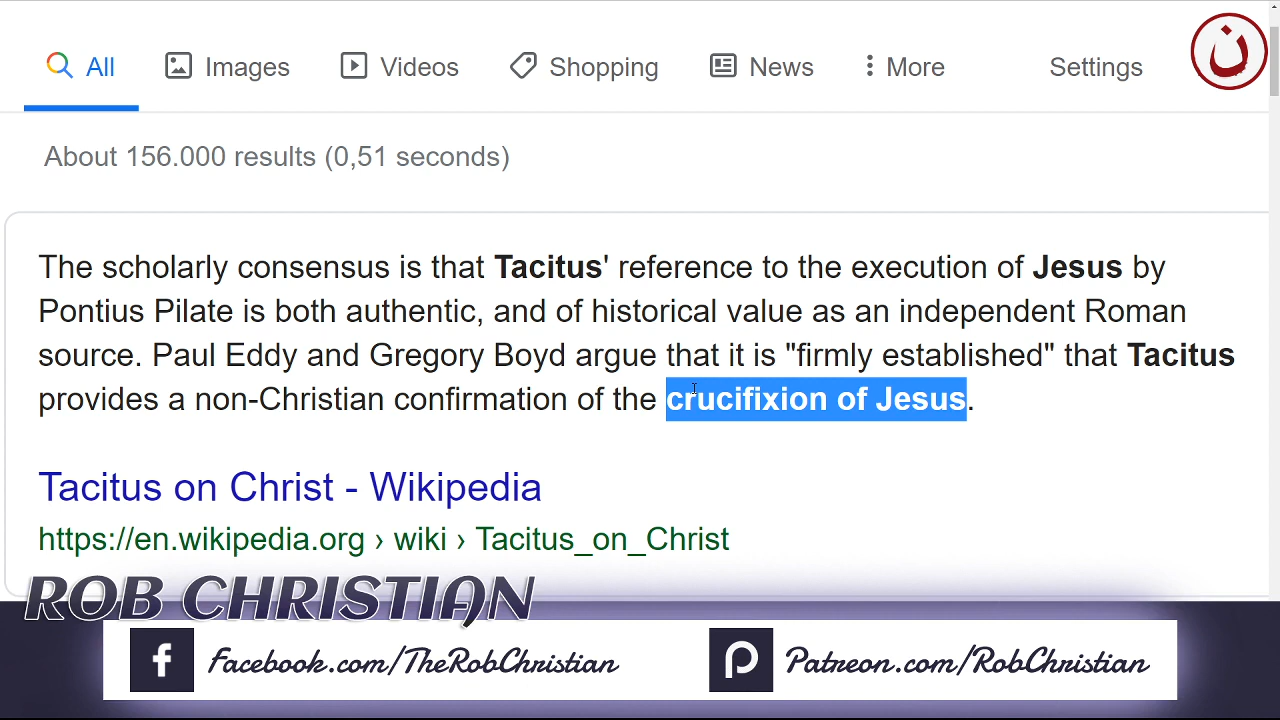 All Images Videos Shopping News More Settings ن
About 156.000 results (0,51 seconds)
The scholarly consensus is that Tacitus' reference to the execution of Jesus by
Pontius Pilate is both authentic, and of historical value as an independent Roman
source. Paul Eddy and Gregory Boyd argue that it is "firmly established" that Tacitus
provides a non-Christian confirmation of the crucifixion of Jesus.
Tacitus on Christ - Wikipedia
https://en.wikipedia.org › wiki › Tacitus_on_Christ
ROB CHRISTIAN
Facebook.com/TheRobChristian Patreon.com/RobChristian